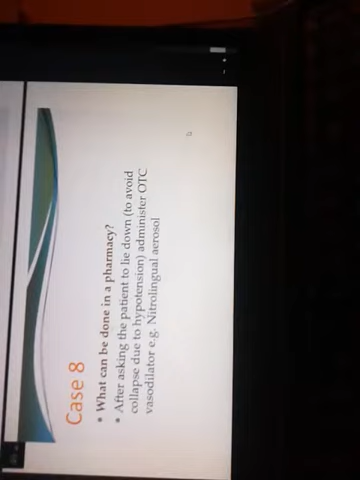 Case 8
• What can be done in a pharmacy?
• After asking the patient to lie down (to avoid
collapse due to hypotension) administer OTC
vasodilator e.g. Nitrolingual aerosol